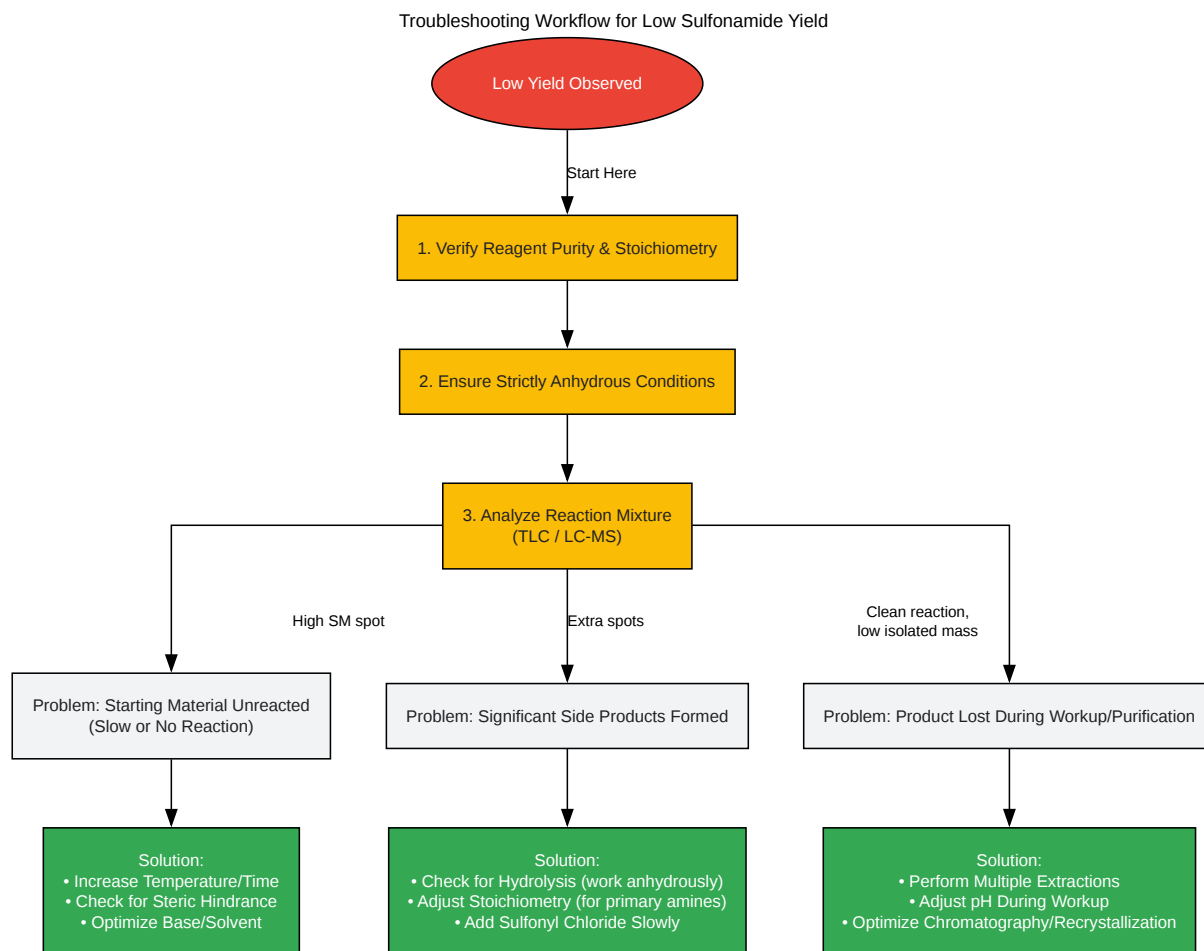 Troubleshooting Workflow for Low Sulfonamide Yield
Low Yield Observed
Start Here
1. Verify Reagent Purity & Stoichiometry
2. Ensure Strictly Anhydrous Conditions
3. Analyze Reaction Mixture
(TLC / LC-MS)
High SM spot
Extra spots
Clean reaction,
low isolated mass
Problem: Starting Material Unreacted
(Slow or No Reaction)
Problem: Significant Side Products Formed
Problem: Product Lost During Workup/Purification
Solution:
• Increase Temperature/Time
• Check for Steric Hindrance
• Optimize Base/Solvent
Solution:
• Check for Hydrolysis (work anhydrously)
• Adjust Stoichiometry (for primary amines)
• Add Sulfonyl Chloride Slowly
Solution:
• Perform Multiple Extractions
• Adjust pH During Workup
• Optimize Chromatography/Recrystallization